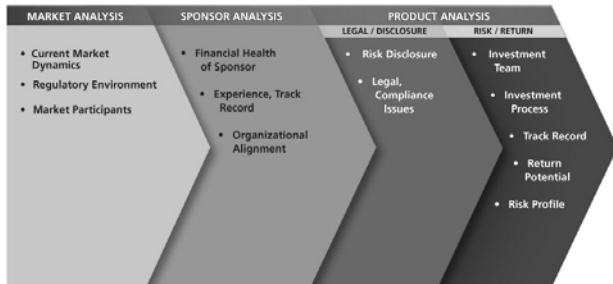 MARKET ANALYSIS
SPONSOR ANALYSIS
PRODUCT ANALYSIS
LEGAL / DISCLOSURE
RISK / RETURN
• Current Market
Dynamics
• Regulatory Environment
• Market Participants
• Financial Health
of Sponsor
• Experience, Track
Record
• Organizational
Alignment
• Risk Disclosure
• Legal,
Compliance
Issues
• Investment
Team
• Investment
Process
• Track Record
• Return
Potential
• Risk Profile